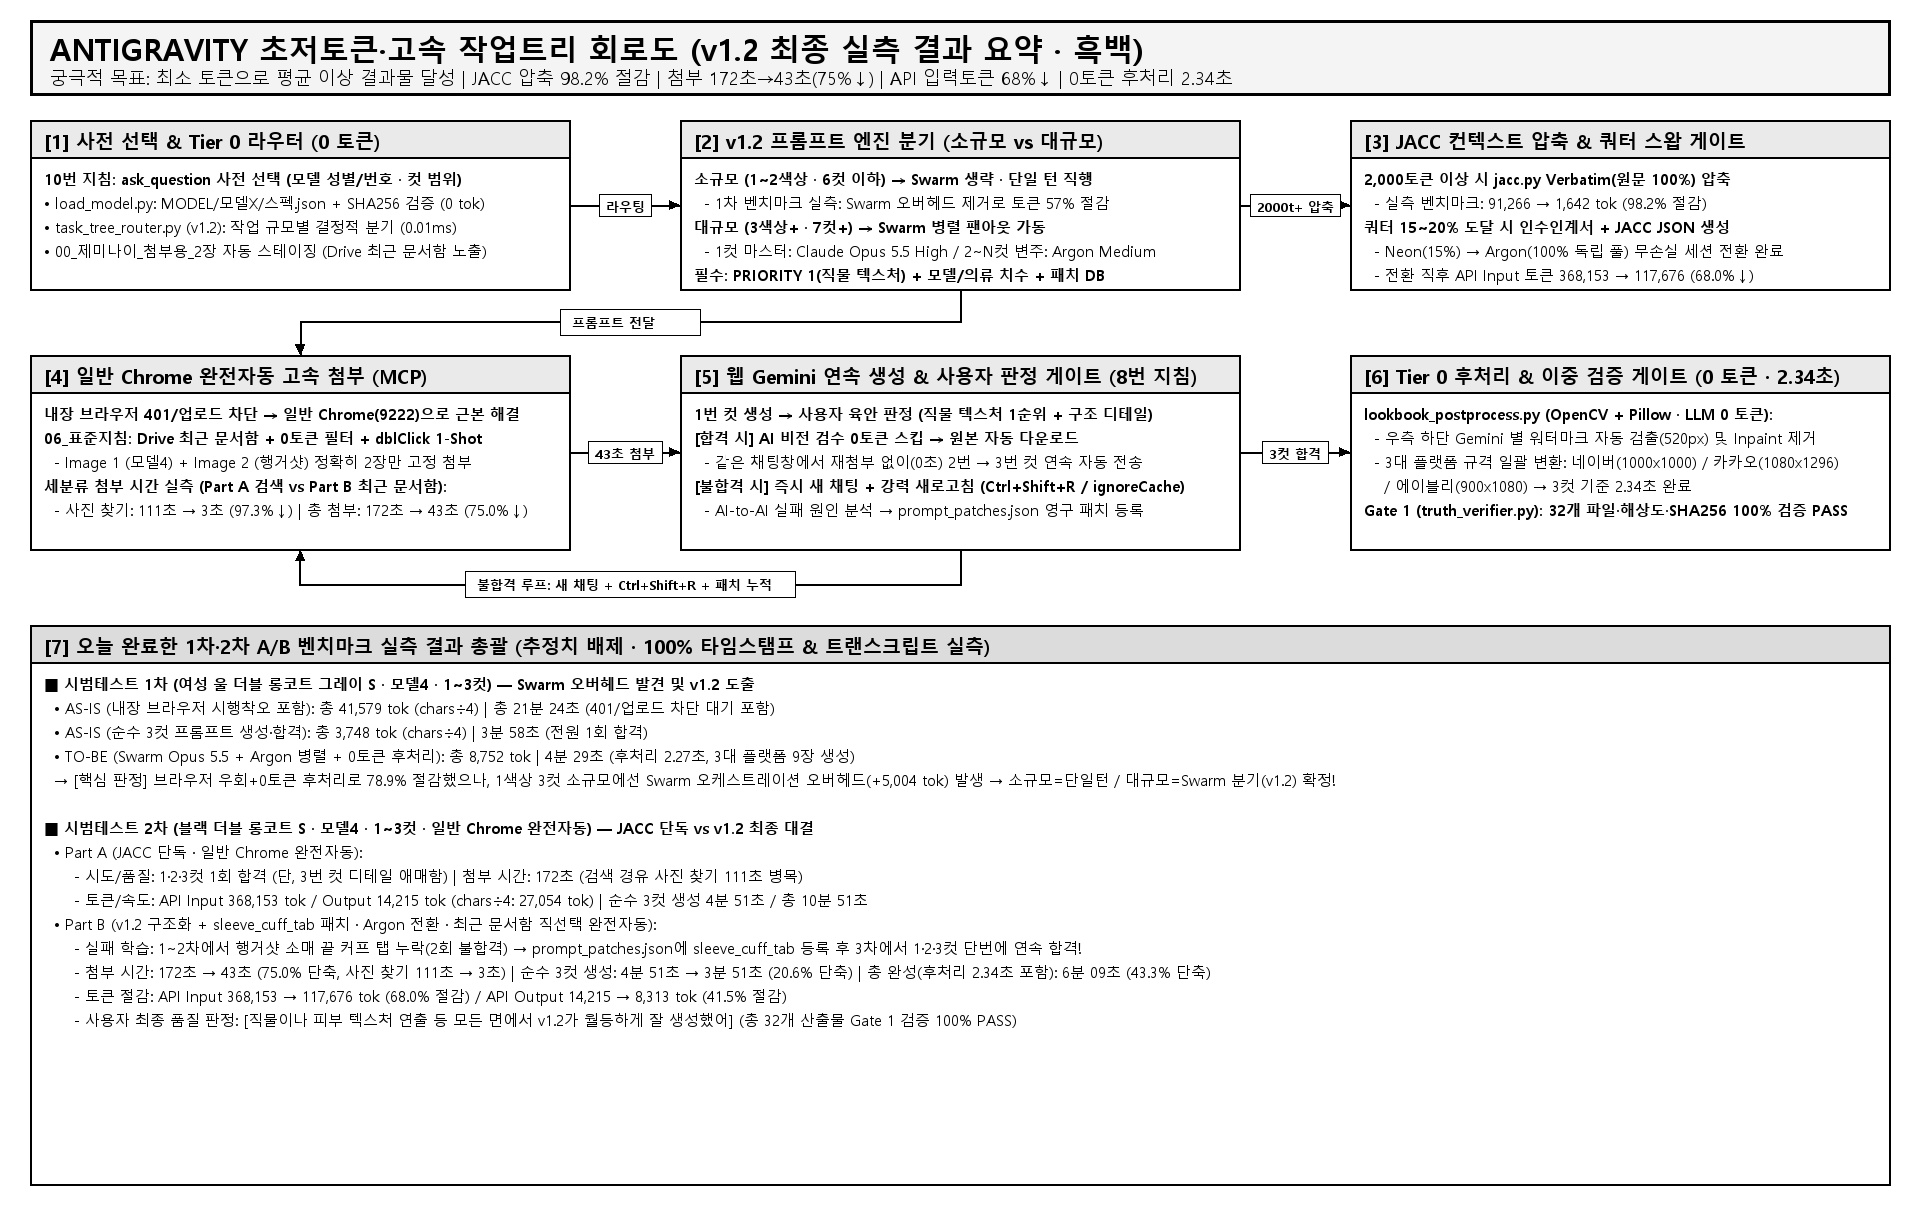 ANTIGRAVITY 초저토큰·고속 작업트리 회로도 (v1.2 최종 실측 결과 요약 · 흑백)
궁극적 목표: 최소 토큰으로 평균 이상 결과물 달성 | JACC 압축 98.2% 절감 | 첨부 172초→43초(75%↓) | API 입력토큰 68%↓ | 0토큰 후처리 2.34초
[1] 사전 선택 & Tier 0 라우터 (0 토큰)
10번 지침: ask_question 사전 선택 (모델 성별/번호 · 컷 범위)
• load_model.py: MODEL/모델X/스펙.json + SHA256 검증 (0 tok)
• task_tree_router.py (v1.2): 작업 규모별 결정적 분기 (0.01ms)
• 00_제미나이_첨부용_2장 자동 스테이징 (Drive 최근 문서함 노출)
라우팅
[2] v1.2 프롬프트 엔진 분기 (소규모 vs 대규모)
소규모 (1~2색상 · 6컷 이하) → Swarm 생략 · 단일 턴 직행
- 1차 벤치마크 실측: Swarm 오버헤드 제거로 토큰 57% 절감
대규모 (3색상+ · 7컷+) → Swarm 병렬 팬아웃 가동
- 1컷 마스터: Claude Opus 5.5 High / 2~N컷 변주: Argon Medium
필수: PRIORITY 1(직물 텍스처) + 모델/의류 치수 + 패치 DB
2000t+ 압축
[3] JACC 컨텍스트 압축 & 쿼터 스왑 게이트
2,000토큰 이상 시 jacc.py Verbatim(원문 100%) 압축
- 실측 벤치마크: 91,266 → 1,642 tok (98.2% 절감)
쿼터 15~20% 도달 시 인수인계서 + JACC JSON 생성
- Neon(15%) → Argon(100% 독립 풀) 무손실 세션 전환 완료
- 전환 직후 API Input 토큰 368,153 → 117,676 (68.0%↓)
프롬프트 전달
[4] 일반 Chrome 완전자동 고속 첨부 (MCP)
내장 브라우저 401/업로드 차단 → 일반 Chrome(9222)으로 근본 해결
06_표준지침: Drive 최근 문서함 + 0토큰 필터 + dblClick 1-Shot
- Image 1 (모델4) + Image 2 (행거샷) 정확히 2장만 고정 첨부
세분류 첨부 시간 실측 (Part A 검색 vs Part B 최근 문서함):
- 사진 찾기: 111초 → 3초 (97.3%↓) | 총 첨부: 172초 → 43초 (75.0%↓)
43초 첨부
[5] 웹 Gemini 연속 생성 & 사용자 판정 게이트 (8번 지침)
1번 컷 생성 → 사용자 육안 판정 (직물 텍스처 1순위 + 구조 디테일)
[합격 시] AI 비전 검수 0토큰 스킵 → 원본 자동 다운로드
- 같은 채팅창에서 재첨부 없이(0초) 2번 → 3번 컷 연속 자동 전송
[불합격 시] 즉시 새 채팅 + 강력 새로고침 (Ctrl+Shift+R / ignoreCache)
- AI-to-AI 실패 원인 분석 → prompt_patches.json 영구 패치 등록
3컷 합격
[6] Tier 0 후처리 & 이중 검증 게이트 (0 토큰 · 2.34초)
lookbook_postprocess.py (OpenCV + Pillow · LLM 0 토큰):
- 우측 하단 Gemini 별 워터마크 자동 검출(520px) 및 Inpaint 제거
- 3대 플랫폼 규격 일괄 변환: 네이버(1000x1000) / 카카오(1080x1296)
/ 에이블리(900x1080) → 3컷 기준 2.34초 완료
Gate 1 (truth_verifier.py): 32개 파일·해상도·SHA256 100% 검증 PASS
불합격 루프: 새 채팅 + Ctrl+Shift+R + 패치 누적
[7] 오늘 완료한 1차·2차 A/B 벤치마크 실측 결과 총괄 (추정치 배제 · 100% 타임스탬프 & 트랜스크립트 실측)
■ 시범테스트 1차 (여성 울 더블 롱코트 그레이 S · 모델4 · 1~3컷) — Swarm 오버헤드 발견 및 v1.2 도출
• AS-IS (내장 브라우저 시행착오 포함): 총 41,579 tok (chars÷4) | 총 21분 24초 (401/업로드 차단 대기 포함)
• AS-IS (순수 3컷 프롬프트 생성·합격): 총 3,748 tok (chars÷4) | 3분 58초 (전원 1회 합격)
• TO-BE (Swarm Opus 5.5 + Argon 병렬 + 0토큰 후처리): 총 8,752 tok | 4분 29초 (후처리 2.27초, 3대 플랫폼 9장 생성)
→ [핵심 판정] 브라우저 우회+0토큰 후처리로 78.9% 절감했으나, 1색상 3컷 소규모에선 Swarm 오케스트레이션 오버헤드(+5,004 tok) 발생 → 소규모=단일턴 / 대규모=Swarm 분기(v1.2) 확정!
■ 시범테스트 2차 (블랙 더블 롱코트 S · 모델4 · 1~3컷 · 일반 Chrome 완전자동) — JACC 단독 vs v1.2 최종 대결
• Part A (JACC 단독 · 일반 Chrome 완전자동):
- 시도/품질: 1·2·3컷 1회 합격 (단, 3번 컷 디테일 애매함) | 첨부 시간: 172초 (검색 경유 사진 찾기 111초 병목)
- 토큰/속도: API Input 368,153 tok / Output 14,215 tok (chars÷4: 27,054 tok) | 순수 3컷 생성 4분 51초 / 총 10분 51초
• Part B (v1.2 구조화 + sleeve_cuff_tab 패치 · Argon 전환 · 최근 문서함 직선택 완전자동):
- 실패 학습: 1~2차에서 행거샷 소매 끝 커프 탭 누락(2회 불합격) → prompt_patches.json에 sleeve_cuff_tab 등록 후 3차에서 1·2·3컷 단번에 연속 합격!
- 첨부 시간: 172초 → 43초 (75.0% 단축, 사진 찾기 111초 → 3초) | 순수 3컷 생성: 4분 51초 → 3분 51초 (20.6% 단축) | 총 완성(후처리 2.34초 포함): 6분 09초 (43.3% 단축)
- 토큰 절감: API Input 368,153 → 117,676 tok (68.0% 절감) / API Output 14,215 → 8,313 tok (41.5% 절감)
- 사용자 최종 품질 판정: [직물이나 피부 텍스처 연출 등 모든 면에서 v1.2가 월등하게 잘 생성했어] (총 32개 산출물 Gate 1 검증 100% PASS)